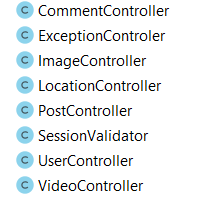 C CommentController
C ExceptionControler
C ImageController
C LocationController
C PostController
C SessionValidator
C UserController
C VideoController